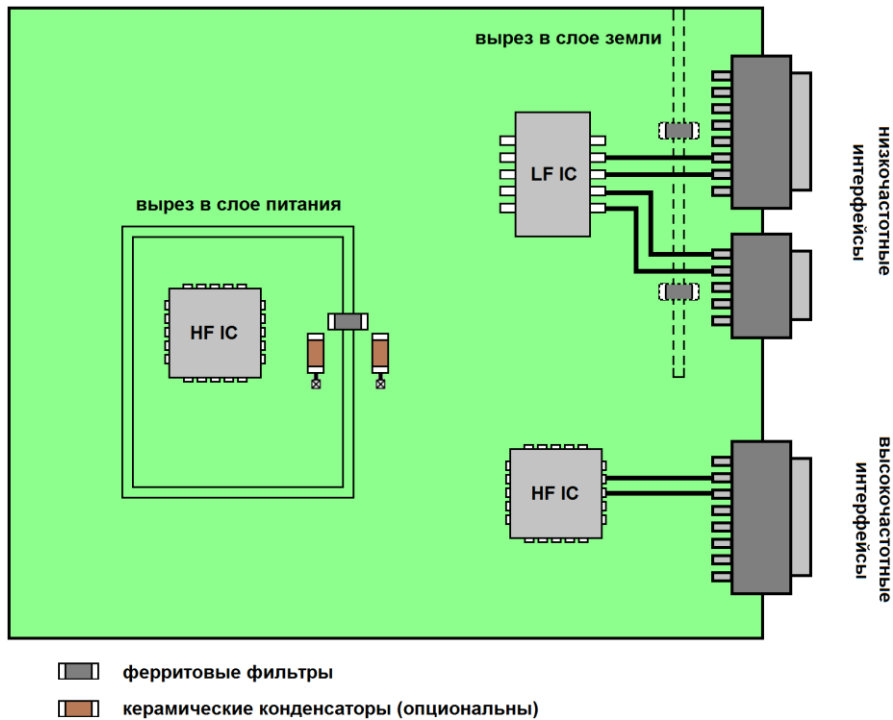 вырез в слое земли
LF IC
низкочастотные
интерфейсы
вырез в слое питания
HF IC
HF IC
высокочастотные
интерфейсы
ферритовые фильтры
керамические конденсаторы (опциональны)